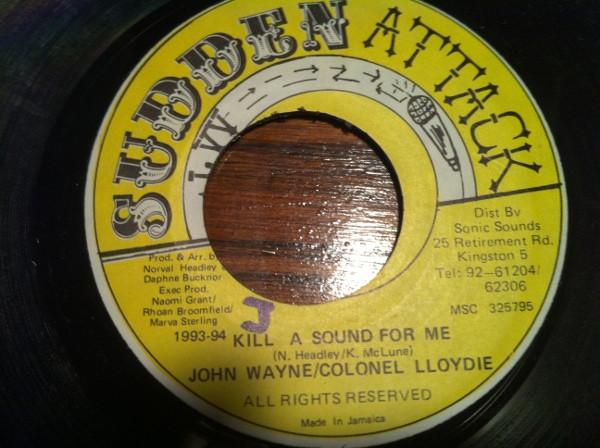 SUDDEN ATTACK
Prod. & Arr. b
Norval Headley
Daphne Bucknor
Exec Prod.
Naomi Grant/
Rhoan Broomfield/
Marva Sterling
1993-94
Dist By
Sonic Sounds
25 Retirement Rd.
Kingston 5
Tel: 92-61204/
62306
MSC 325795
J
KILL A SOUND FOR ME
(N. Headley/K. McLune)
JOHN WAYNE/COLONEL LLOYDIE
ALL RIGHTS RESERVED
Made In Jamaica